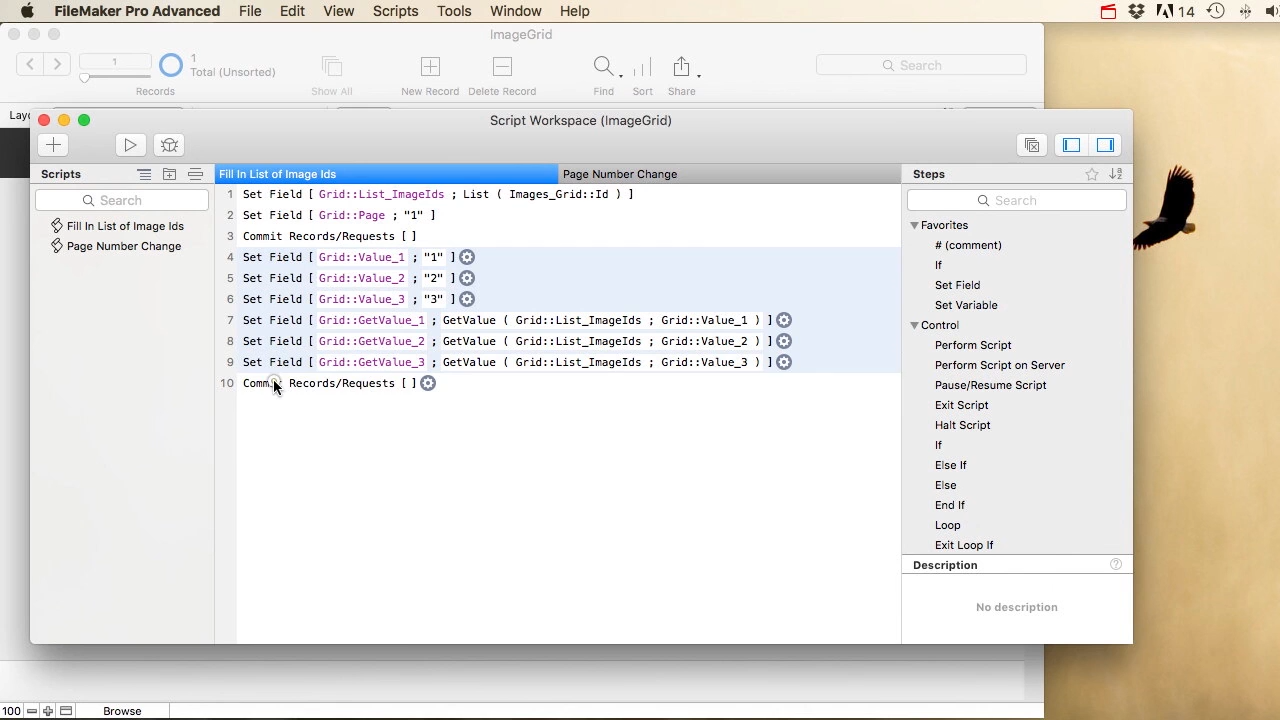 FileMaker Pro Advanced File Edit View Scripts Tools Window Help 14
ImageGrid
1
1
Total (Unsorted)
Search
Records
Show All
New Record
Delete Record
Find
Sort
Share
Lay
Script Workspace (ImageGrid)
Scripts
Search
Fill In List of Image Ids
Page Number Change
Fill In List of Image Ids
Page Number Change
1 Set Field [ Grid::List_ImageIds ; List ( Images_Grid::Id ) ]
2 Set Field [ Grid::Page ; "1" ]
3 Commit Records/Requests [ ]
4 Set Field [ Grid::Value_1 ; "1" ]
5 Set Field [ Grid::Value_2 ; "2" ]
6 Set Field [ Grid::Value_3 ; "3" ]
7 Set Field [ Grid::GetValue_1 ; GetValue ( Grid::List_ImageIds ; Grid::Value_1 ) ]
8 Set Field [ Grid::GetValue_2 ; GetValue ( Grid::List_ImageIds ; Grid::Value_2 ) ]
9 Set Field [ Grid::GetValue_3 ; GetValue ( Grid::List_ImageIds ; Grid::Value_3 ) ]
10 Commit Records/Requests [ ]
Steps
Search
Favorites
# (comment)
If
Set Field
Set Variable
Control
Perform Script
Perform Script on Server
Pause/Resume Script
Exit Script
Halt Script
If
Else If
Else
End If
Loop
Exit Loop If
Description
No description
100
Browse